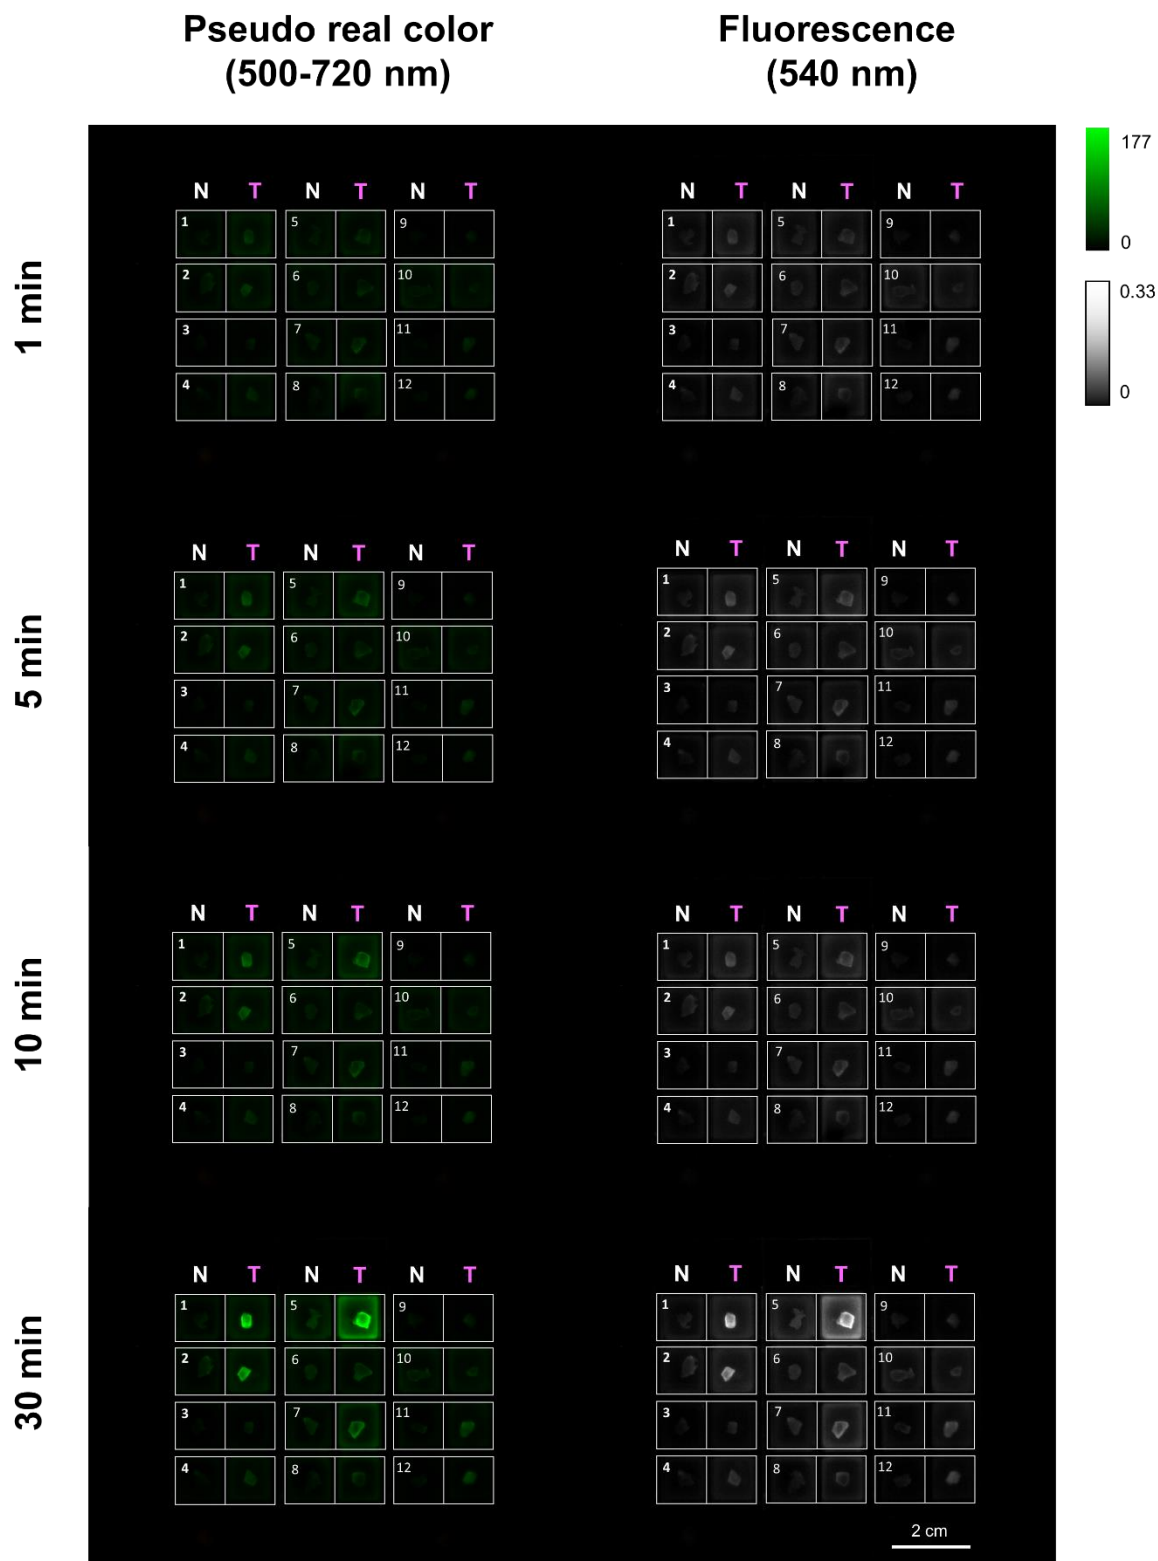 Pseudo real color
(500-720 nm)
Fluorescence
(540 nm)
177
0
0.33
0
1 min
N T N T N T
1 5 9
2 6 10
3 7 11
4 8 12
N T N T N T
1 5 9
2 6 10
3 7 11
4 8 12
5 min
N T N T N T
1 5 9
2 6 10
3 7 11
4 8 12
N T N T N T
1 5 9
2 6 10
3 7 11
4 8 12
10 min
N T N T N T
1 5 9
2 6 10
3 7 11
4 8 12
N T N T N T
1 5 9
2 6 10
3 7 11
4 8 12
30 min
N T N T N T
1 5 9
2 6 10
3 7 11
4 8 12
N T N T N T
1 5 9
2 6 10
3 7 11
4 8 12
2 cm